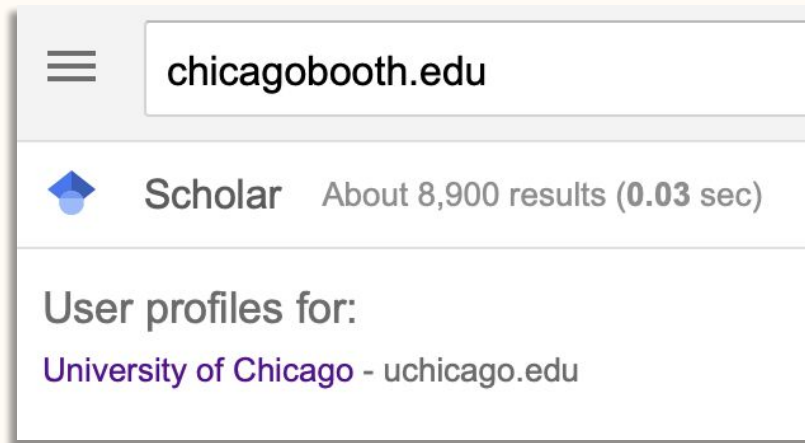 chicagobooth.edu
Scholar About 8,900 results (0.03 sec)
User profiles for:
University of Chicago - uchicago.edu